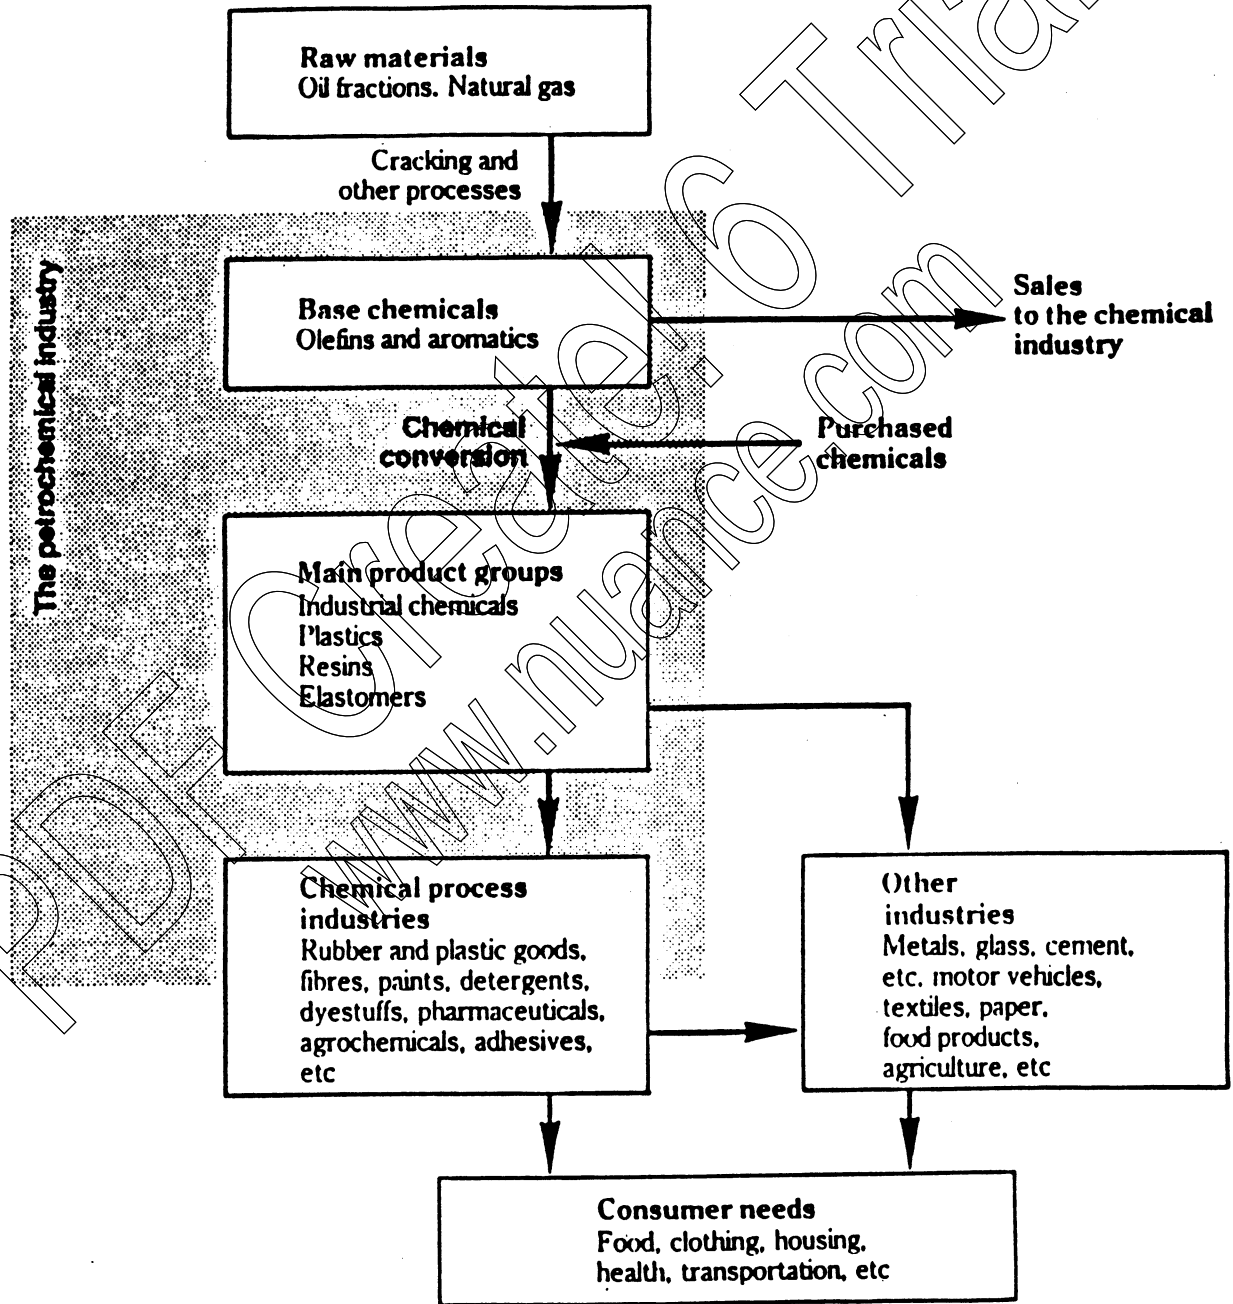 Raw materials
Oil fractions. Natural gas
Cracking and
other processes
The petrochemical industry
Base chemicals
Olefins and aromatics
Sales
to the chemical
industry
Chemical
conversion
Purchased
chemicals
Main product groups
Industrial chemicals
Plastics
Resins
Elastomers
Chemical process
industries
Rubber and plastic goods,
fibres, paints, detergents,
dyestuffs, pharmaceuticals,
agrochemicals, adhesives,
etc
Other
industries
Metals, glass, cement,
etc. motor vehicles,
textiles, paper,
food products,
agriculture, etc
Consumer needs
Food, clothing, housing,
health, transportation, etc
PDF Create! 6 Trial
www.nuance.com